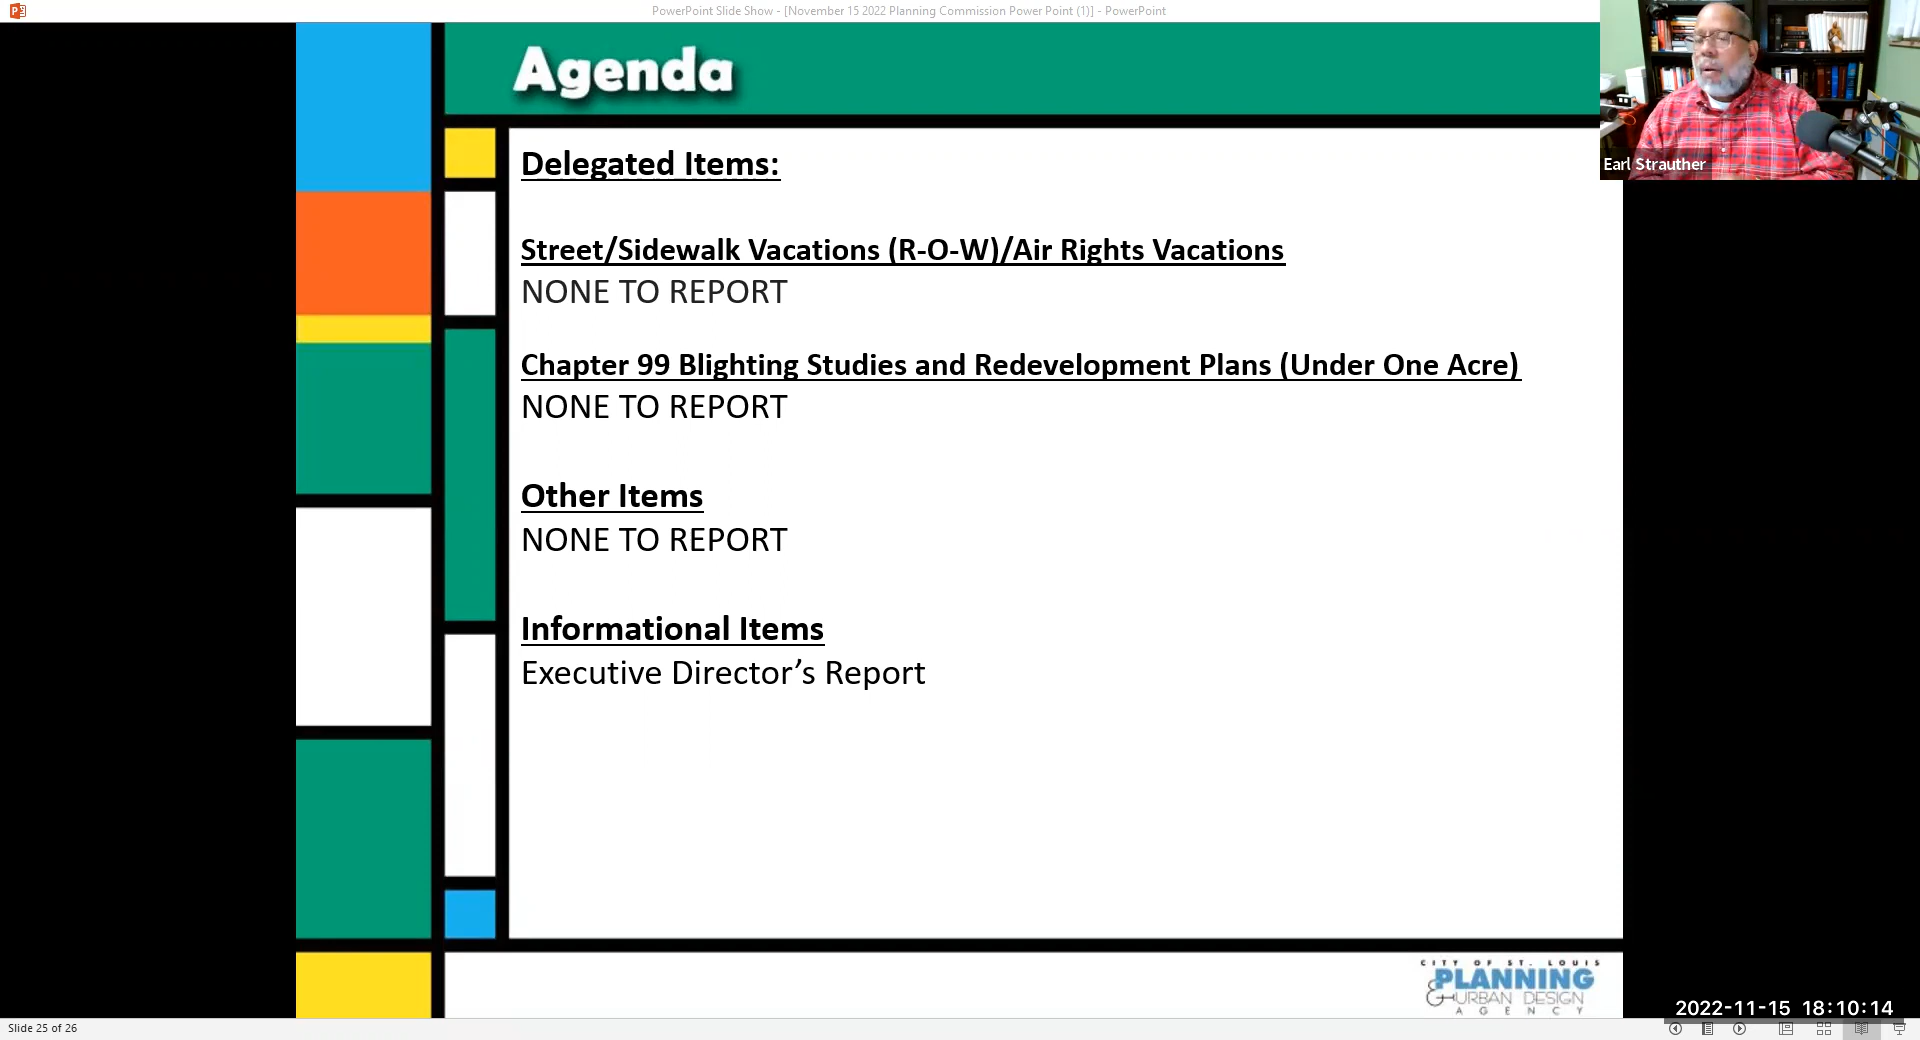 PowerPoint Slide Show - [November 15 2022 Planning Commission Power Point (1)] - PowerPoint
Agenda
Earl Strauther
Delegated Items:
Street/Sidewalk Vacations (R-O-W)/Air Rights Vacations
NONE TO REPORT
Chapter 99 Blighting Studies and Redevelopment Plans (Under One Acre)
NONE TO REPORT
Other Items
NONE TO REPORT
Informational Items
Executive Director’s Report
CITY OF ST. LOUIS
PLANNING
& URBAN DESIGN
AGENCY
2022-11-15 18:10:14
Slide 25 of 26